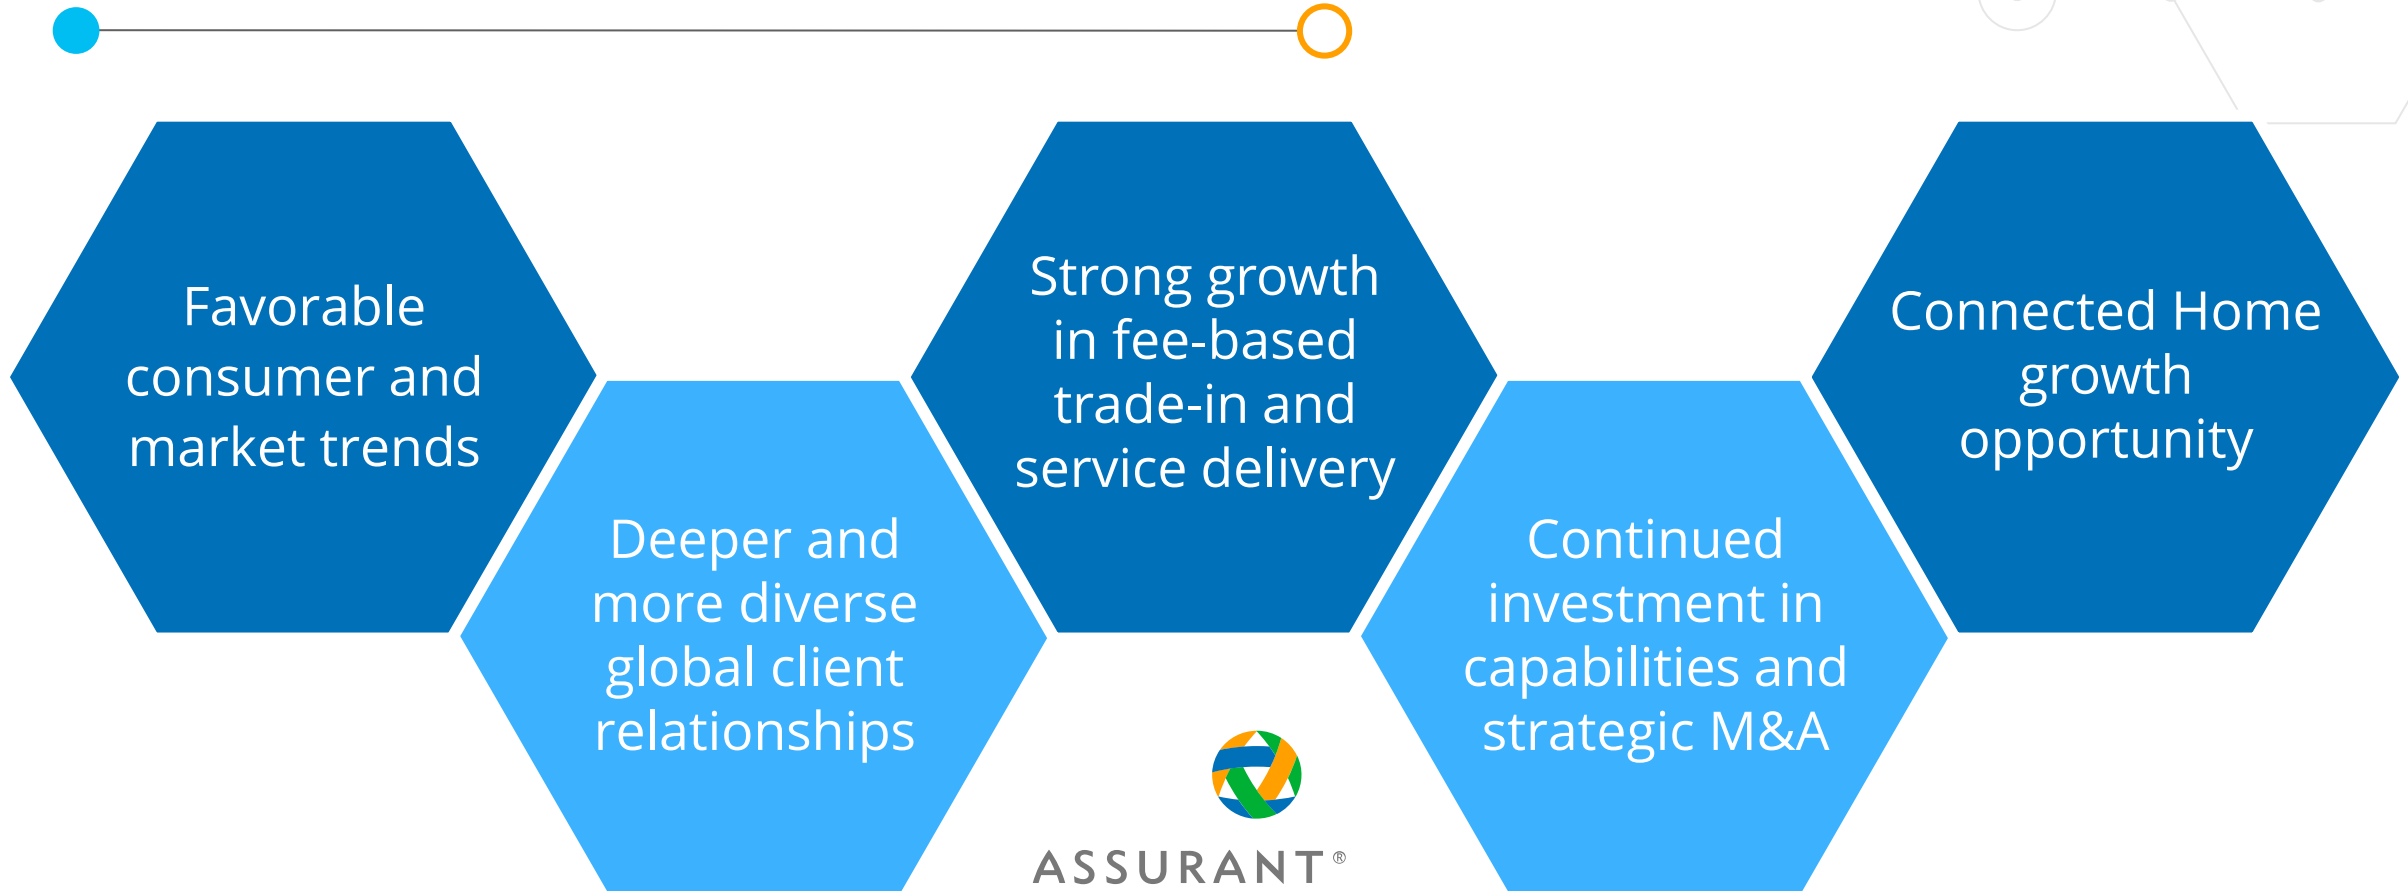 Favorable
consumer and
market trends
Deeper and
more diverse
global client
relationships
Strong growth
in fee-based
trade-in and
service delivery
Continued
investment in
capabilities and
strategic M&A
Connected Home
growth
opportunity
ASSURANT®